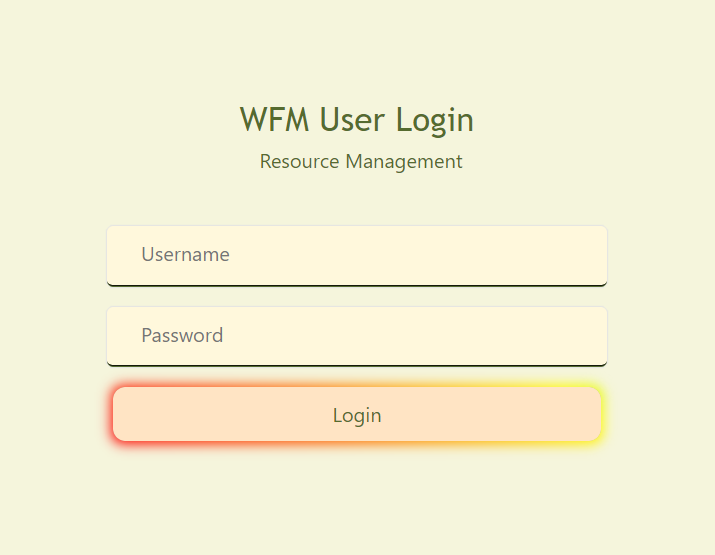 WFM User Login
Resource Management
Username
Password
Login